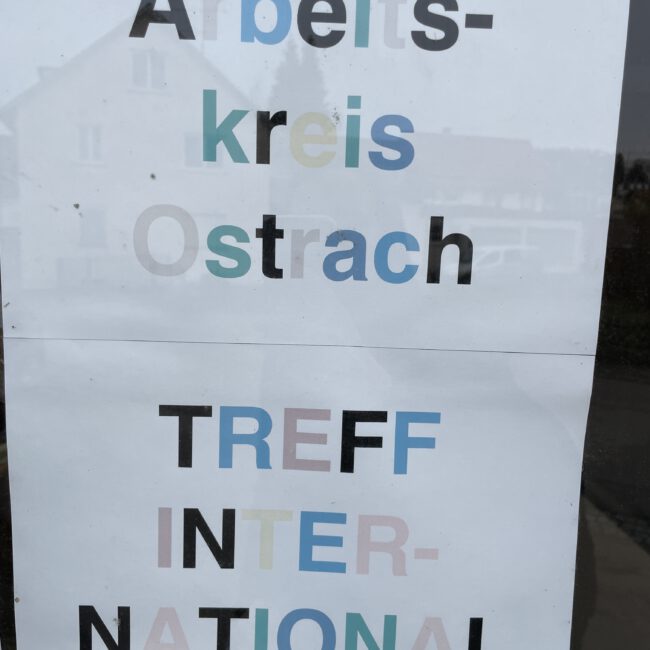 Arbeits-
kreis
Ostrach
TREFF
INTER-
NATIONAL